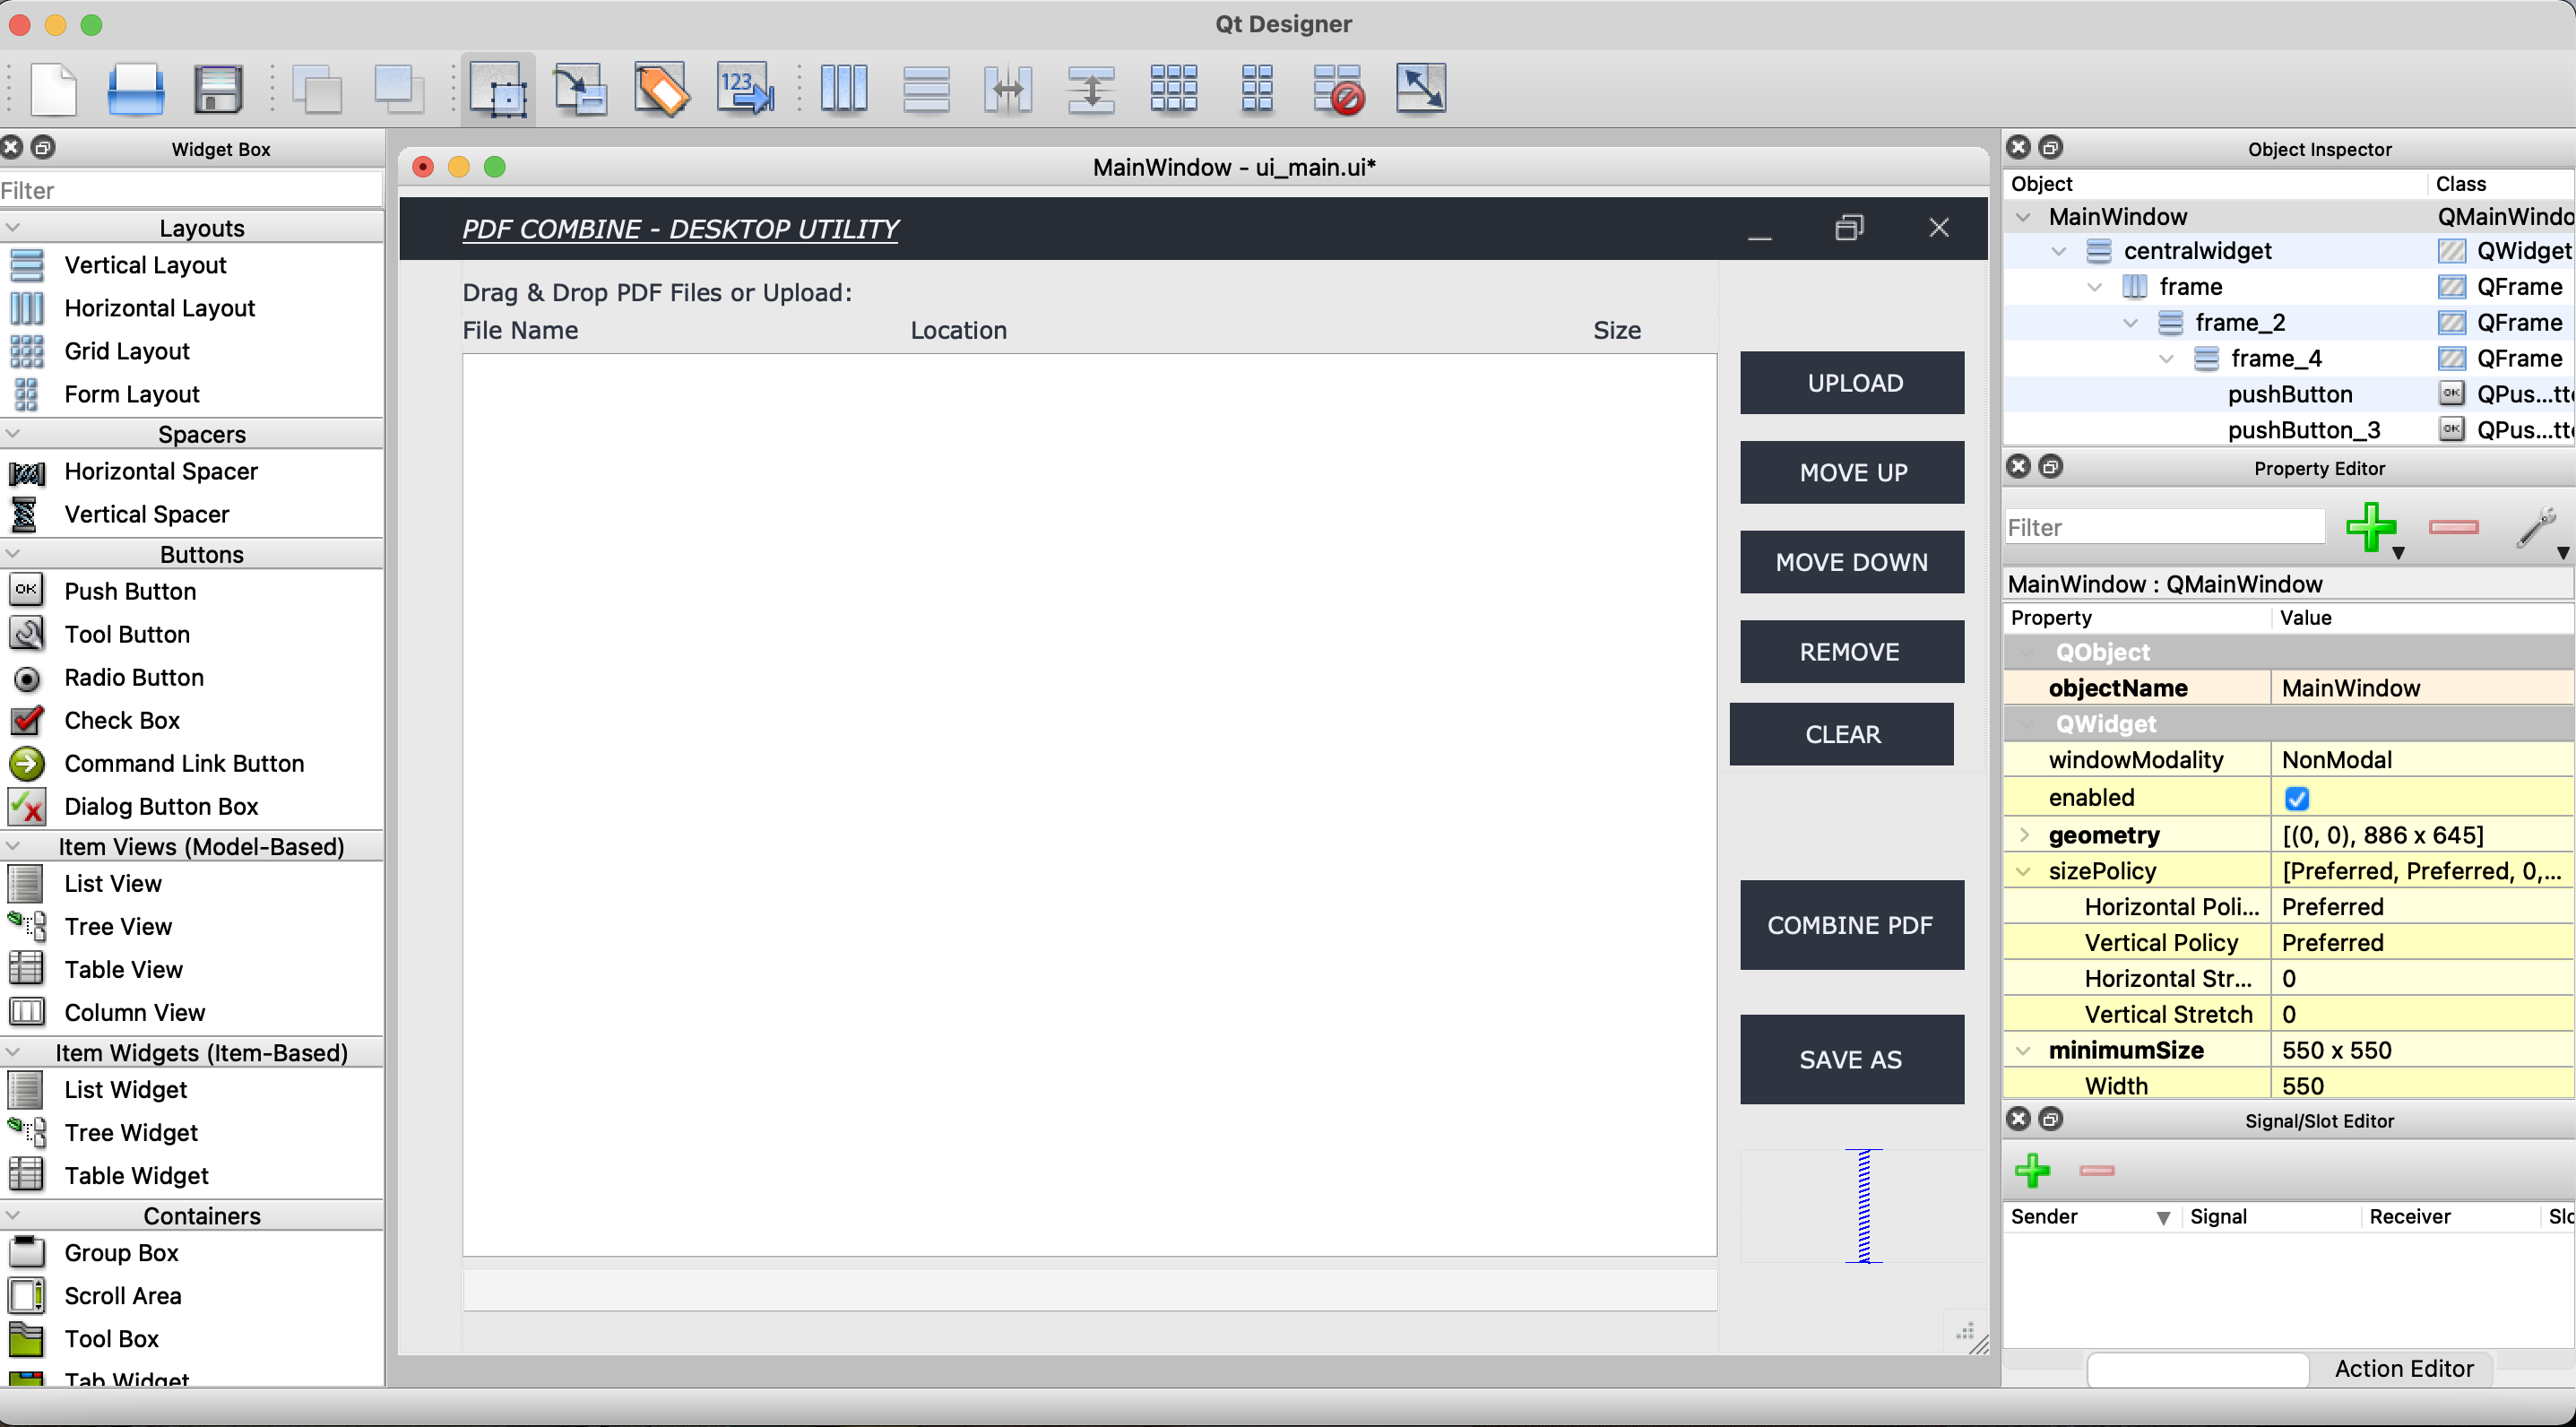 Qt Designer
123
Widget Box
Filter
Layouts
Vertical Layout
Horizontal Layout
Grid Layout
Form Layout
Spacers
Horizontal Spacer
Vertical Spacer
Buttons
OK Push Button
Tool Button
Radio Button
Check Box
Command Link Button
Dialog Button Box
Item Views (Model-Based)
List View
Tree View
Table View
Column View
Item Widgets (Item-Based)
List Widget
Tree Widget
Table Widget
Containers
Group Box
Scroll Area
Tool Box
Tab Widget
MainWindow - ui_main.ui*
PDF COMBINE - DESKTOP UTILITY
Drag & Drop PDF Files or Upload:
File Name Location Size
UPLOAD
MOVE UP
MOVE DOWN
REMOVE
CLEAR
COMBINE PDF
SAVE AS
Object Inspector
Object Class
MainWindow QMainWindo
centralwidget QWidget
frame QFrame
frame_2 QFrame
frame_4 QFrame
pushButton OK QPus...tto
pushButton_3 OK QPus...tto
Property Editor
Filter
MainWindow : QMainWindow
Property Value
QObject
objectName MainWindow
QWidget
windowModality NonModal
enabled
geometry [(0, 0), 886 x 645]
sizePolicy [Preferred, Preferred, 0,...
Horizontal Poli... Preferred
Vertical Policy Preferred
Horizontal Str... 0
Vertical Stretch 0
minimumSize 550 x 550
Width 550
Signal/Slot Editor
Sender Signal Receiver Slo
Action Editor